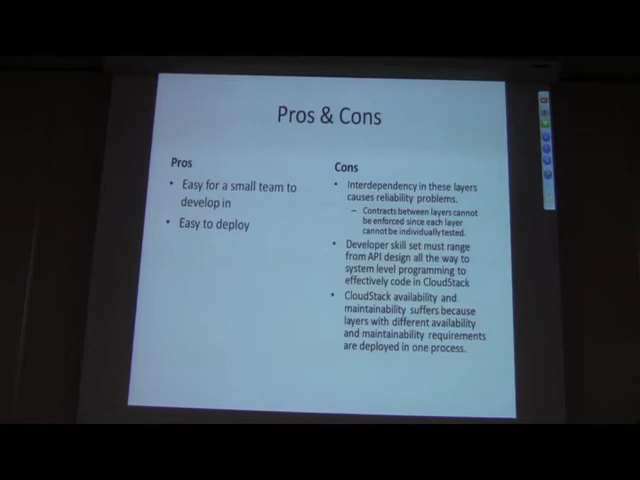 Pros & Cons
Pros
• Easy for a small team to
develop in
• Easy to deploy
Cons
• Interdependency in these layers
causes reliability problems.
– Contracts between layers cannot
be enforced since each layer
cannot be individually tested.
• Developer skill set must range
from API design all the way to
system level programming to
effectively code in CloudStack
• CloudStack availability and
maintainability suffers because
layers with different availability
and maintainability requirements
are deployed in one process.